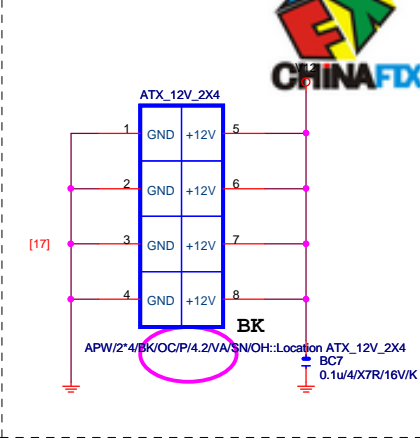 CHINAFIX
ATX_12V_2X4
1 GND +12V 5
2 GND +12V 6
[17] 3 GND +12V 7
4 GND +12V 8
BK
APW/2*4/BK/OC/P/4.2/VA/SN/OH::Location ATX_12V_2X4
BC7
0.1u/4/X7R/16V/K